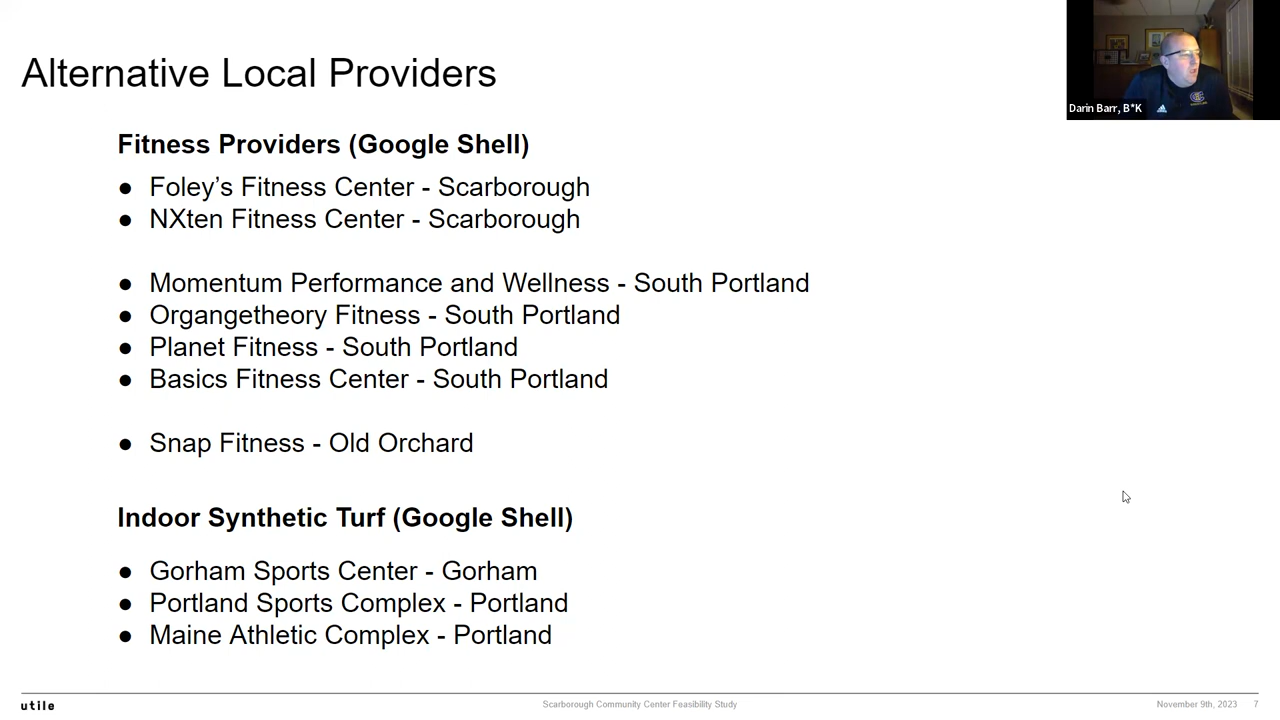 Alternative Local Providers
Darin Barr, B*K
Fitness Providers (Google Shell)
● Foley’s Fitness Center - Scarborough
● NXten Fitness Center - Scarborough
● Momentum Performance and Wellness - South Portland
● Organgetheory Fitness - South Portland
● Planet Fitness - South Portland
● Basics Fitness Center - South Portland
● Snap Fitness - Old Orchard
Indoor Synthetic Turf (Google Shell)
● Gorham Sports Center - Gorham
● Portland Sports Complex - Portland
● Maine Athletic Complex - Portland
utile
Scarborough Community Center Feasibility Study
November 9th, 2023 7